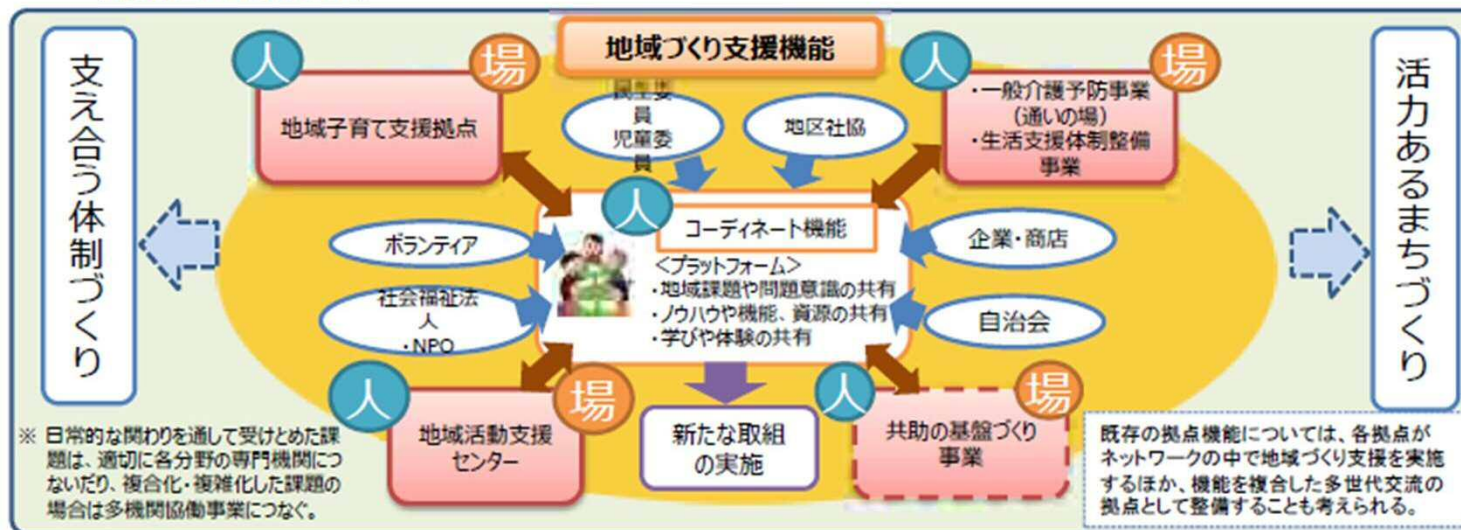 地域づくり支援機能
支え合う体制づくり
活力あるまちづくり
人
場
地域子育て支援拠点
民生委
員
児童委
員
地区社協
人
場
・一般介護予防事業
(通いの場)
・生活支援体制整備
事業
人
コーディネート機能
<プラットフォーム>
・地域課題や問題意識の共有
・ノウハウや機能、資源の共有
・学びや体験の共有
ボランティア
企業・商店
社会福祉法
人
・NPO
自治会
人
場
地域活動支援
センター
新たな取組
の実施
人
場
共助の基盤づくり
事業
※ 日常的な関わりを通して受けとめた課
題は、適切に各分野の専門機関につ
ないだり、複合化・複雑化した課題の
場合は多機関協働事業につなぐ。
既存の拠点機能については、各拠点が
ネットワークの中で地域づくり支援を実施
するほか、機能を複合した多世代交流の
拠点として整備することも考えられる。